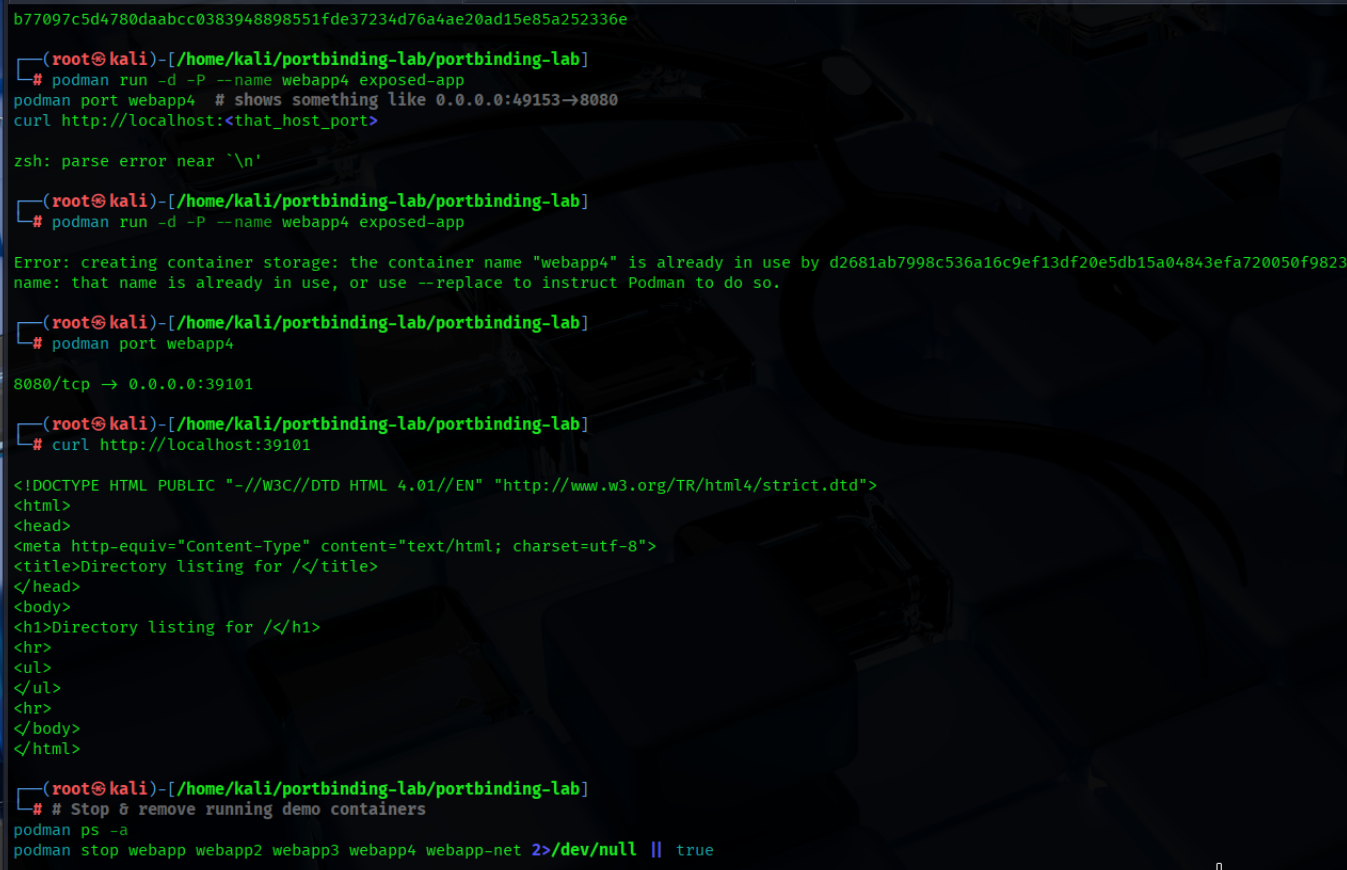 b77097c5d4780daabcc0383948898551fde37234d76a4ae20ad15e85a252336e
┌──(root㉿kali)-[/home/kali/portbinding-lab/portbinding-lab]
└─# podman run -d -P --name webapp4 exposed-app
podman port webapp4  # shows something like 0.0.0.0:49153->8080
curl http://localhost:<that_host_port>
zsh: parse error near `\n'
┌──(root㉿kali)-[/home/kali/portbinding-lab/portbinding-lab]
└─# podman run -d -P --name webapp4 exposed-app
Error: creating container storage: the container name "webapp4" is already in use by d2681ab7998c536a16c9ef13df20e5db15a04843efa720050f9823
name: that name is already in use, or use --replace to instruct Podman to do so.
┌──(root㉿kali)-[/home/kali/portbinding-lab/portbinding-lab]
└─# podman port webapp4
8080/tcp -> 0.0.0.0:39101
┌──(root㉿kali)-[/home/kali/portbinding-lab/portbinding-lab]
└─# curl http://localhost:39101
<!DOCTYPE HTML PUBLIC "-//W3C//DTD HTML 4.01//EN" "http://www.w3.org/TR/html4/strict.dtd">
<html>
<head>
<meta http-equiv="Content-Type" content="text/html; charset=utf-8">
<title>Directory listing for /</title>
</head>
<body>
<h1>Directory listing for /</h1>
<hr>
<ul>
</ul>
<hr>
</body>
</html>
┌──(root㉿kali)-[/home/kali/portbinding-lab/portbinding-lab]
└─# # Stop & remove running demo containers
podman ps -a
podman stop webapp webapp2 webapp3 webapp4 webapp-net 2>/dev/null || true